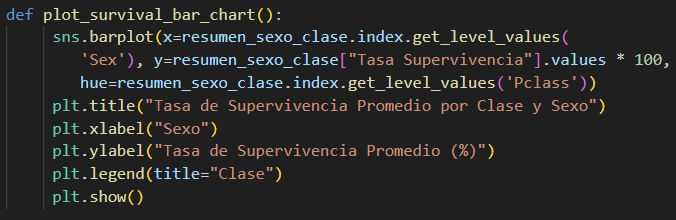 def plot_survival_bar_chart():
    sns.barplot(x=resumen_sexo_clase.index.get_level_values(
        'Sex'), y=resumen_sexo_clase["Tasa Supervivencia"].values * 100,
        hue=resumen_sexo_clase.index.get_level_values('Pclass'))
    plt.title("Tasa de Supervivencia Promedio por Clase y Sexo")
    plt.xlabel("Sexo")
    plt.ylabel("Tasa de Supervivencia Promedio (%)")
    plt.legend(title="Clase")
    plt.show()